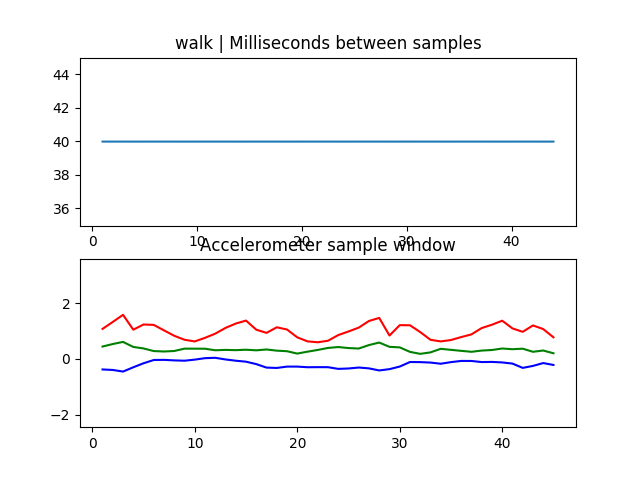 walk | Milliseconds between samples
44
42
40
38
36
0 10 20 30 40
Accelerometer sample window
2
0
−2
0 10 20 30 40